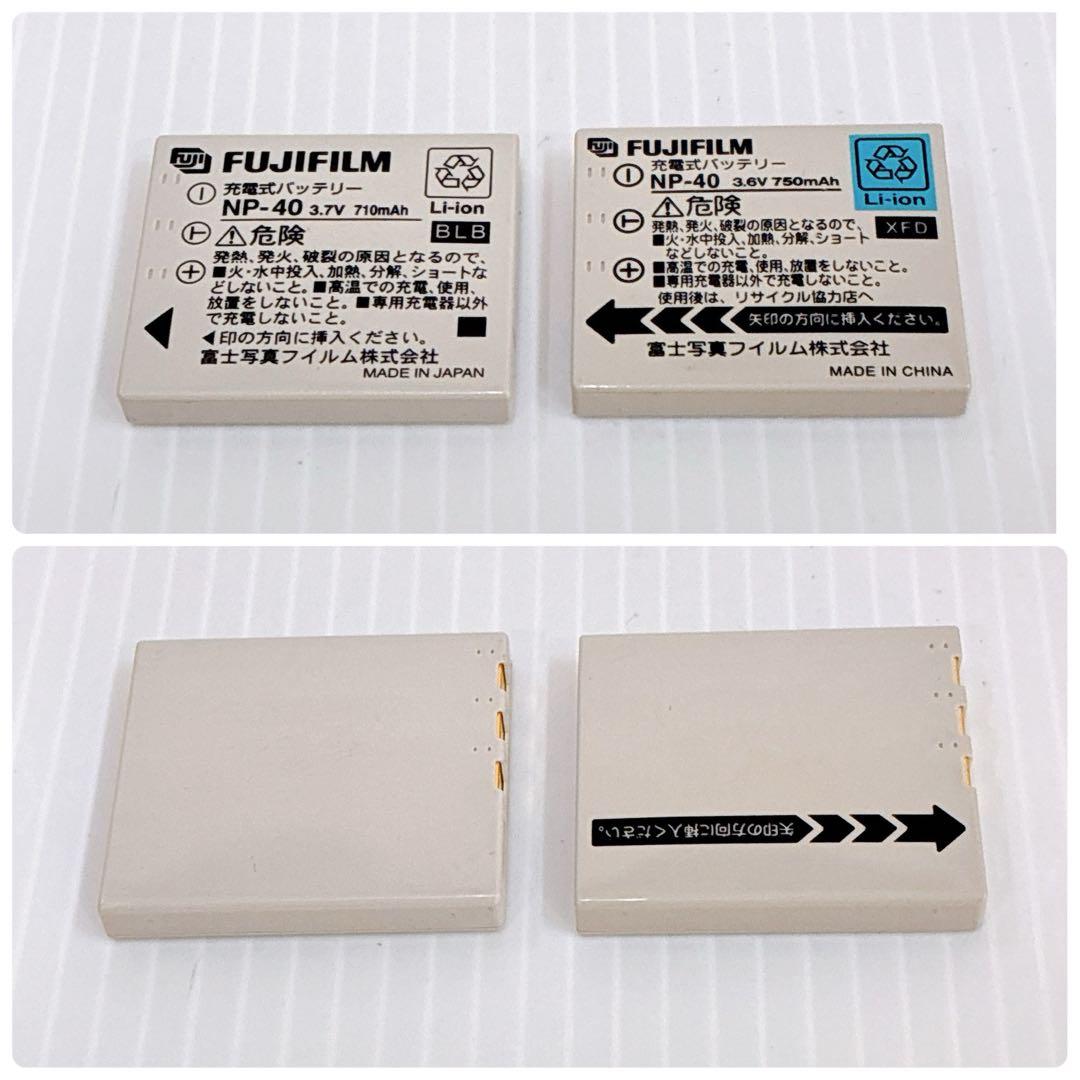 FUJI FUJIFILM
充電式バッテリー
NP-40 3.7V 710mAh
Li-ion
BLB
⚠危険
発熱、発火、破裂の原因となるので、
■火・水中投入、加熱、分解、ショートな
どしないこと。■高温での充電、使用、
放置をしないこと。■専用充電器以外
で充電しないこと。
◀印の方向に挿入ください。
富士写真フイルム株式会社
MADE IN JAPAN
FUJI FUJIFILM
充電式バッテリー
NP-40 3.6V 750mAh
Li-ion
XFD
⚠危険
発熱、発火、破裂の原因となるので、
■火・水中投入、加熱、分解、ショート
などしないこと。
■高温での充電、使用、放置をしないこと。
■専用充電器以外で充電しないこと。
使用後は、リサイクル協力店へ
矢印の方向に挿入ください。
富士写真フイルム株式会社
MADE IN CHINA
矢印の方向に挿入ください。